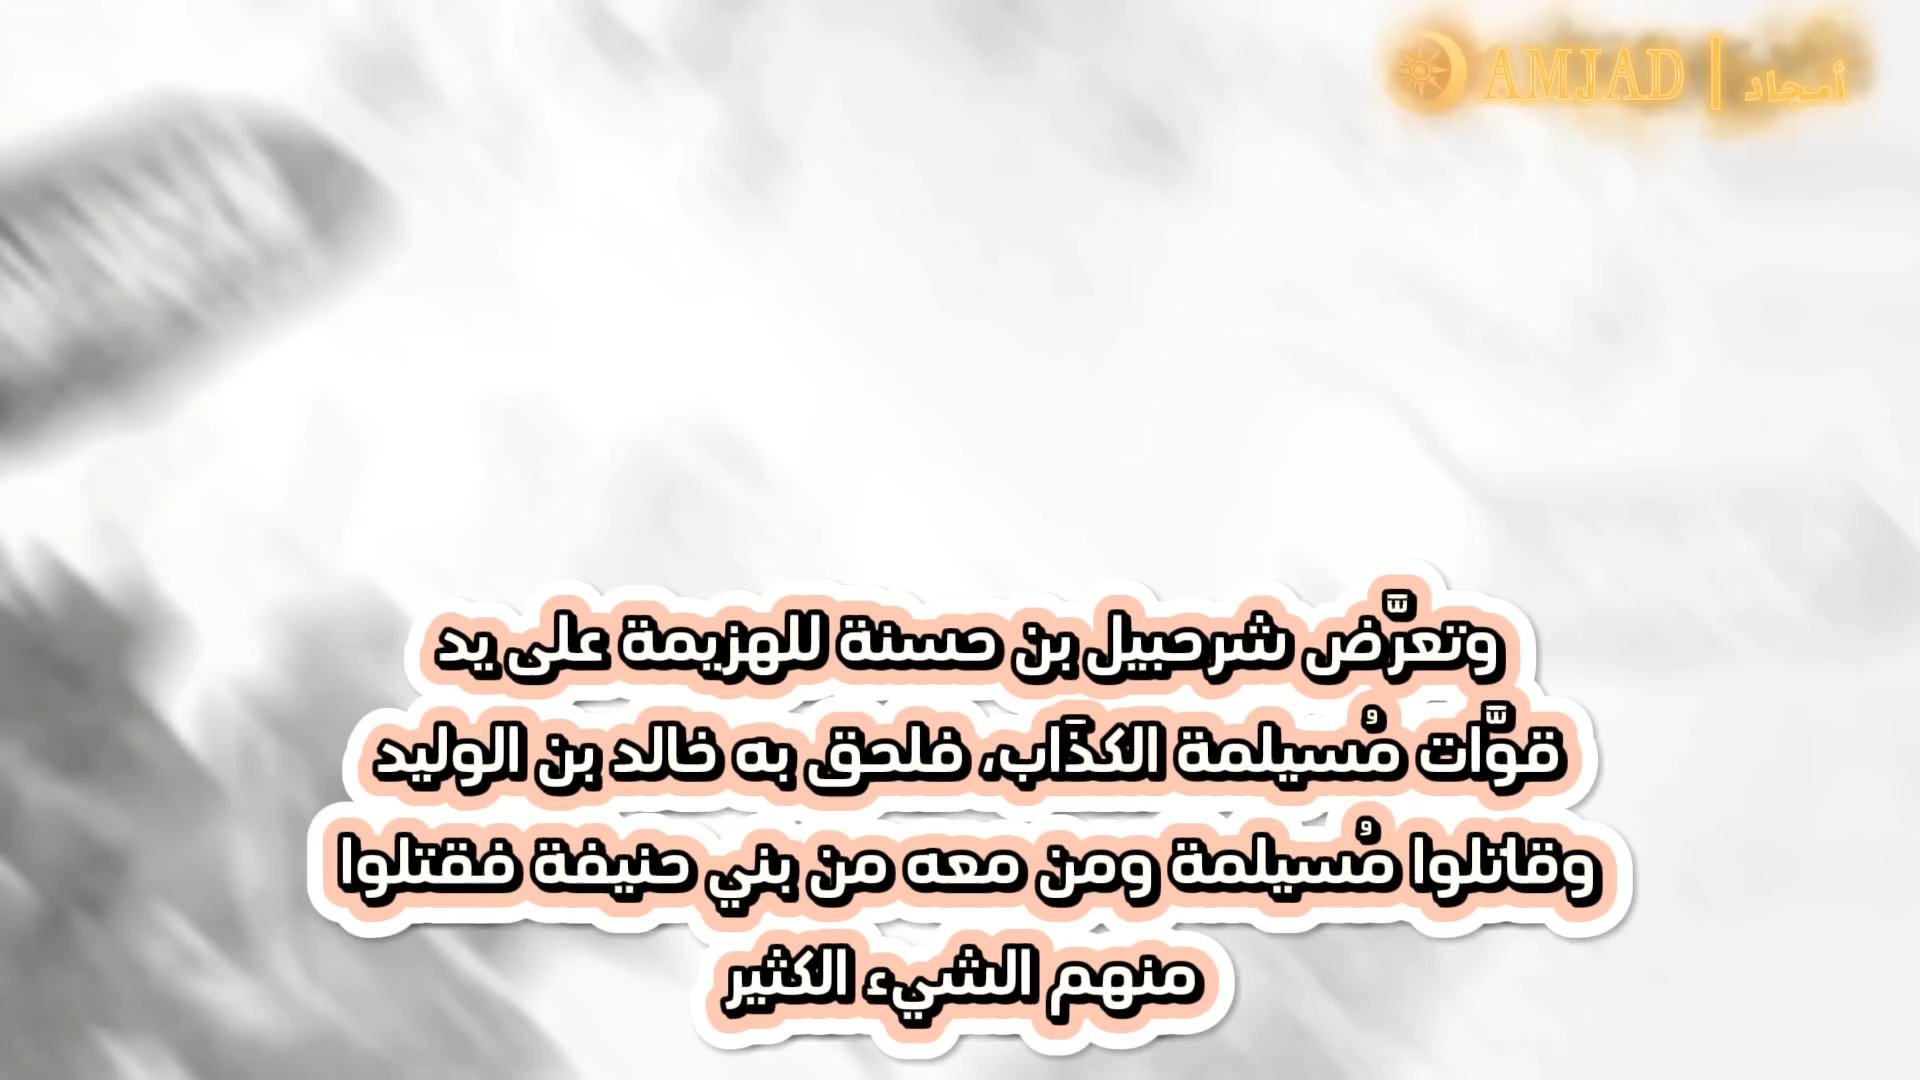 AMJAD | أمجاد
وتعرَّض شرحبيل بن حسنة للهزيمة على يد
قوَّات مُسيلمة الكذَاب، فلحق به خالد بن الوليد
وقاتلوا مُسيلمة ومن معه من بني حنيفة فقتلوا
منهم الشيء الكثير